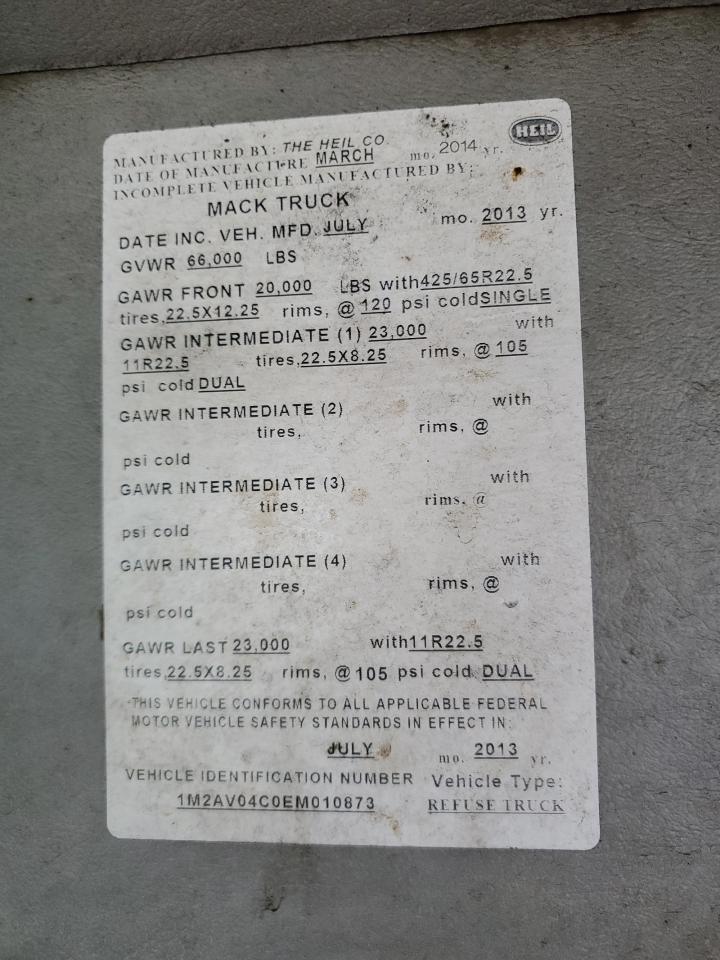 HEIL
MANUFACTURED BY: THE HEIL CO
DATE OF MANUFACTURE MARCH mo. 2014 yr.
INCOMPLETE VEHICLE MANUFACTURED BY:
MACK TRUCK
DATE INC. VEH. MFD. JULY mo. 2013 yr.
GVWR 66,000 LBS
GAWR FRONT 20,000 LBS with 425/65R22.5
tires, 22.5X12.25 rims, @ 120 psi cold SINGLE
GAWR INTERMEDIATE (1) 23,000 with
11R22.5 tires, 22.5X8.25 rims, @ 105
psi cold DUAL
GAWR INTERMEDIATE (2) with
tires, rims, @
psi cold
GAWR INTERMEDIATE (3) with
tires, rims, @
psi cold
GAWR INTERMEDIATE (4) with
tires, rims, @
psi cold
GAWR LAST 23,000 with 11R22.5
tires, 22.5X8.25 rims, @ 105 psi cold DUAL
THIS VEHICLE CONFORMS TO ALL APPLICABLE FEDERAL
MOTOR VEHICLE SAFETY STANDARDS IN EFFECT IN:
JULY mo. 2013 yr.
VEHICLE IDENTIFICATION NUMBER Vehicle Type:
1M2AV04C0EM010873 REFUSE TRUCK